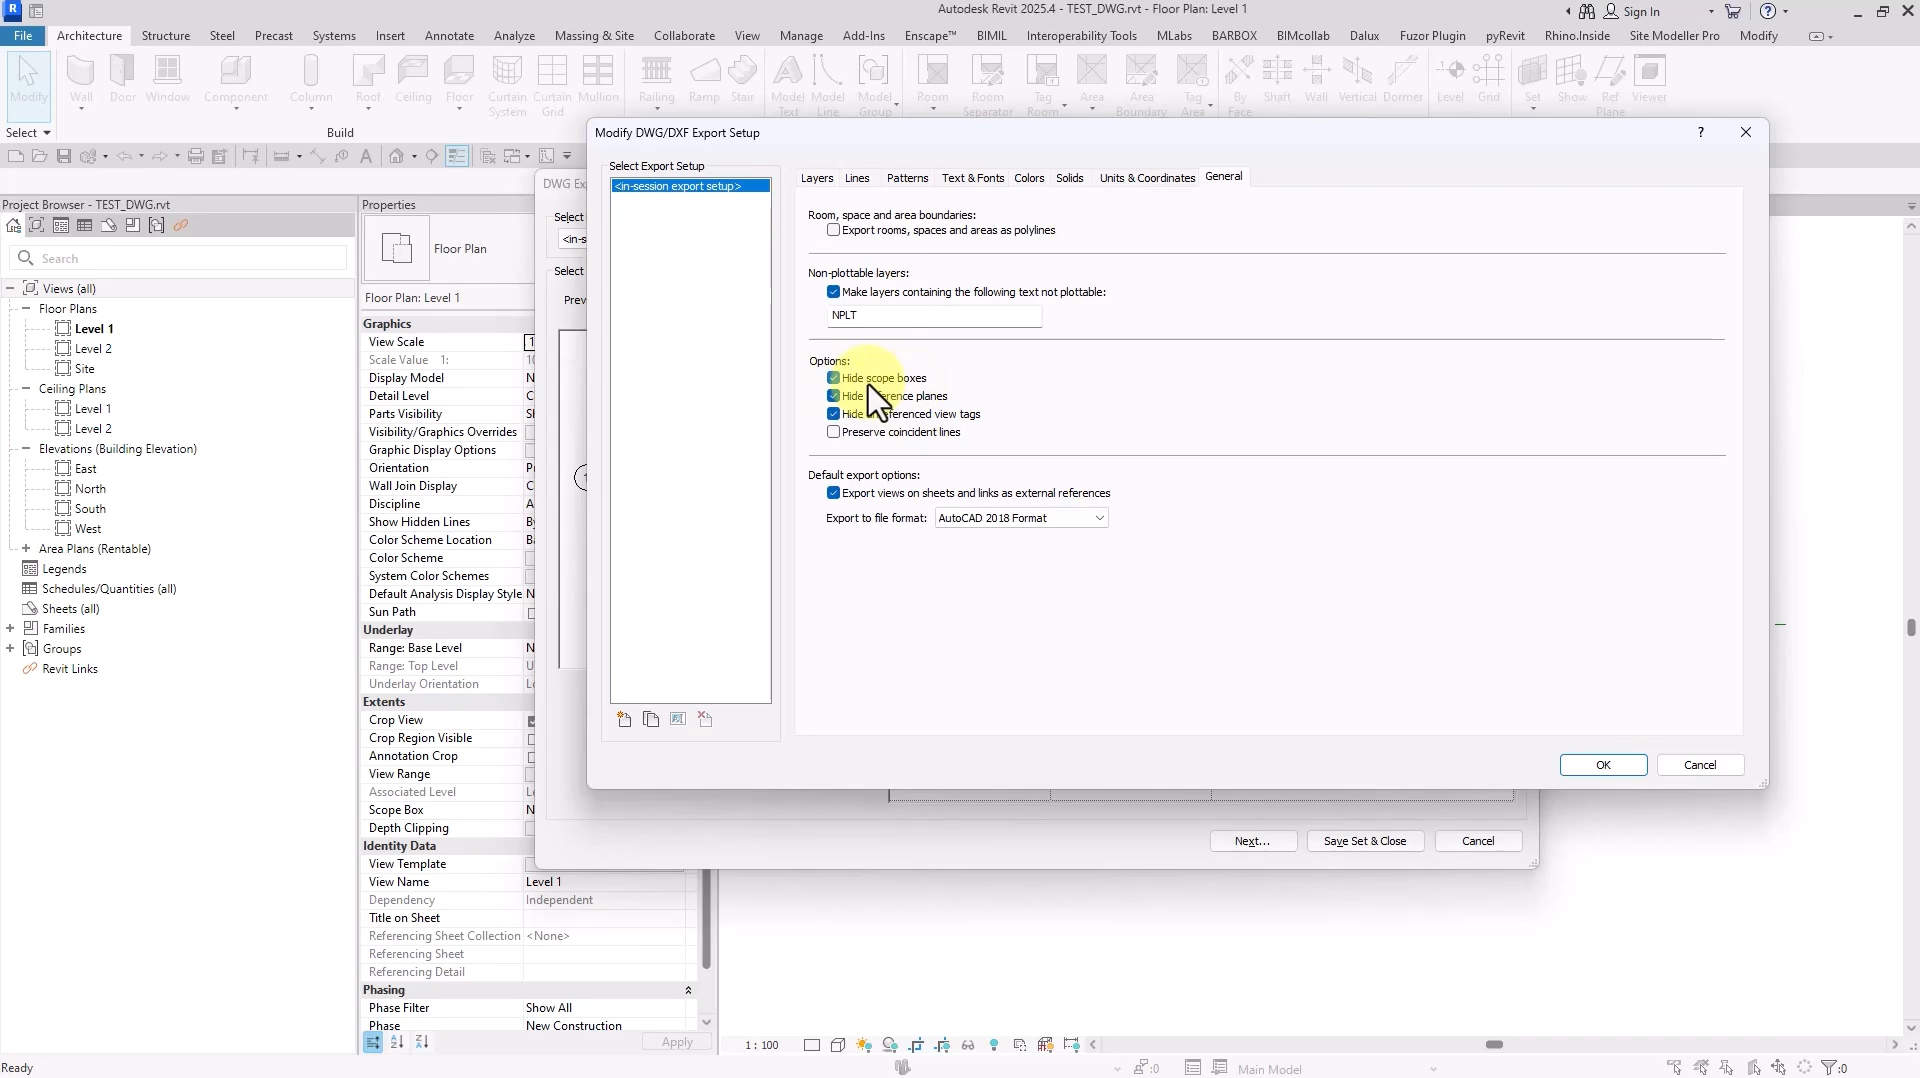 Autodesk Revit 2025.4 - TEST_DWG.rvt - Floor Plan: Level 1
Sign In
File Architecture Structure Steel Precast Systems Insert Annotate Analyze Massing & Site Collaborate View Manage Add-Ins Enscape™ BIMIL Interoperability Tools MLabs BARBOX BIMcollab Dalux Fuzor Plugin pyRevit Rhino.Inside Site Modeller Pro Modify
Modify Wall Door Window Component Column Roof Ceiling Floor Curtain System Curtain Grid Mullion Railing Ramp Stair Model Text Model Line Model Group Room Room Separator Tag Room Area Area Boundary Tag Area By Face Shaft Wall Vertical Dormer Level Grid Set Show Ref Plane Viewer
Select Build
Project Browser - TEST_DWG.rvt
Search
Views (all)
Floor Plans
Level 1
Level 2
Site
Ceiling Plans
Level 1
Level 2
Elevations (Building Elevation)
East
North
South
West
Area Plans (Rentable)
Legends
Schedules/Quantities (all)
Sheets (all)
Families
Groups
Revit Links
Properties
Floor Plan
Floor Plan: Level 1
Graphics
View Scale
Scale Value 1:
Display Model
Detail Level
Parts Visibility
Visibility/Graphics Overrides
Graphic Display Options
Orientation
Wall Join Display
Discipline
Show Hidden Lines
Color Scheme Location
Color Scheme
System Color Schemes
Default Analysis Display Style
Sun Path
Underlay
Range: Base Level
Range: Top Level
Underlay Orientation
Extents
Crop View
Crop Region Visible
Annotation Crop
View Range
Associated Level
Scope Box
Depth Clipping
Identity Data
View Template
View Name Level 1
Dependency Independent
Title on Sheet
Referencing Sheet Collection <None>
Referencing Sheet
Referencing Detail
Phasing
Phase Filter Show All
Phase New Construction
Apply
DWG Ex
Select
<in-s
Select
Prev
Modify DWG/DXF Export Setup
Select Export Setup
<in-session export setup>
Layers Lines Patterns Text & Fonts Colors Solids Units & Coordinates General
Room, space and area boundaries:
Export rooms, spaces and areas as polylines
Non-plottable layers:
Make layers containing the following text not plottable:
NPLT
Options:
Hide scope boxes
Hide reference planes
Hide unreferenced view tags
Preserve coincident lines
Default export options:
Export views on sheets and links as external references
Export to file format: AutoCAD 2018 Format
OK Cancel
Next... Save Set & Close Cancel
1 : 100
Ready
:0
Main Model
:0